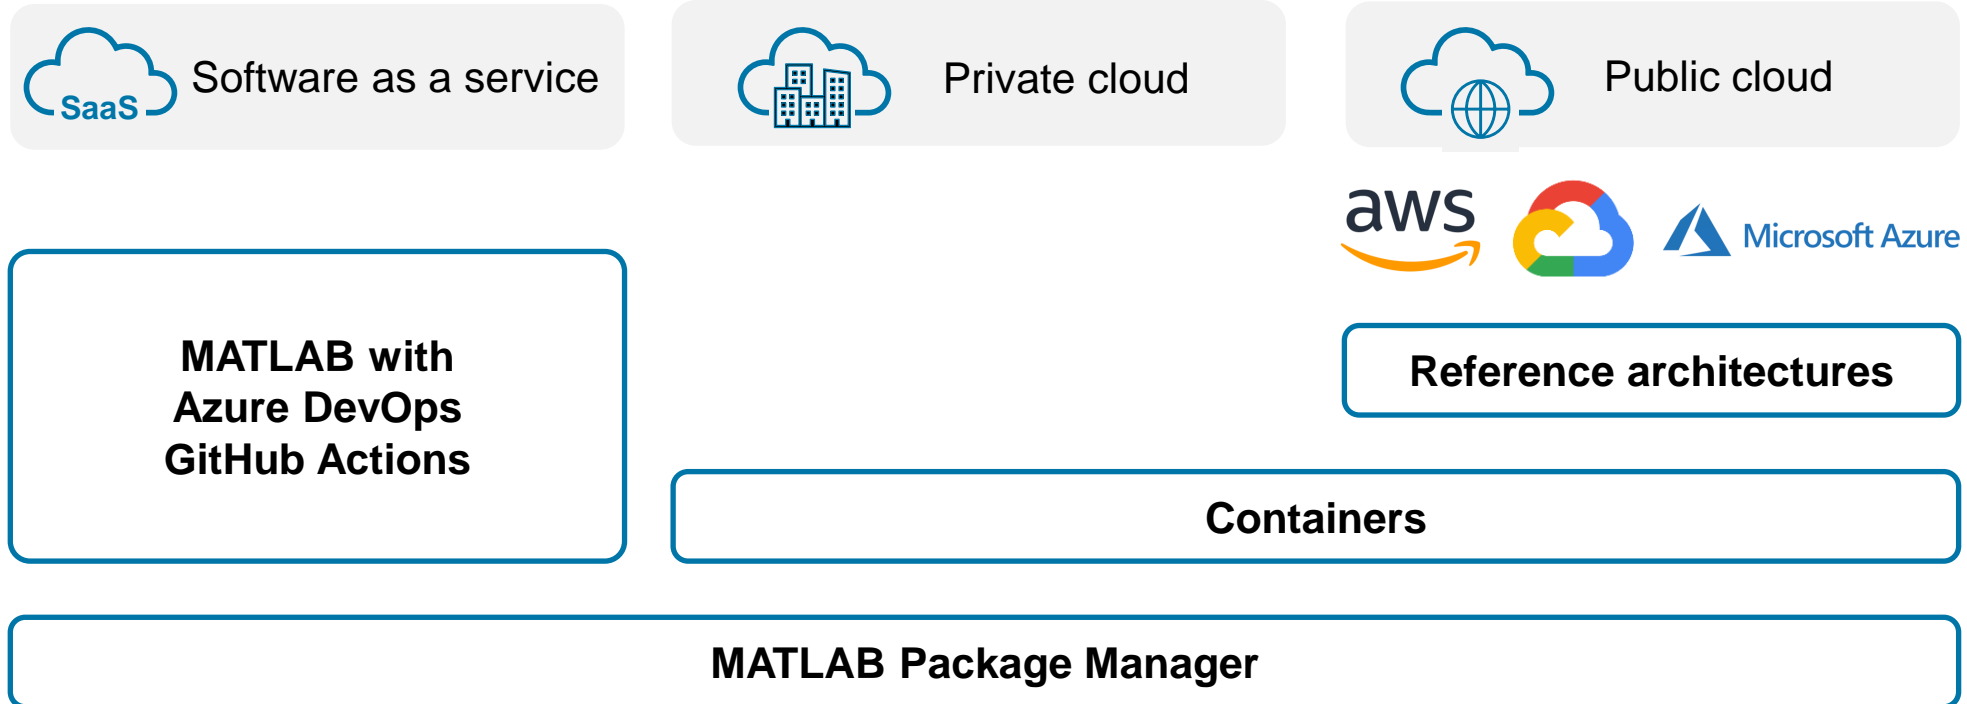 SaaS
Software as a service
Private cloud
Public cloud
aws
Microsoft Azure
MATLAB with
Azure DevOps
GitHub Actions
Reference architectures
Containers
MATLAB Package Manager